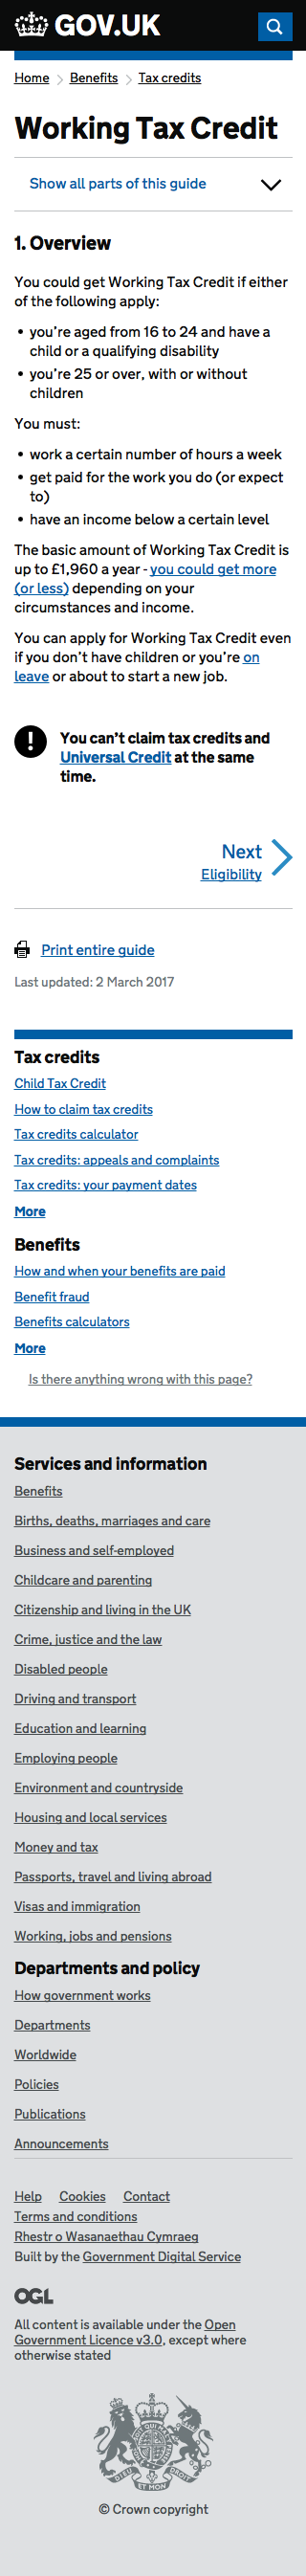 GOV.UK
Home Benefits Tax credits
Working Tax Credit
Show all parts of this guide
1. Overview
You could get Working Tax Credit if either
of the following apply:
• you’re aged from 16 to 24 and have a
child or a qualifying disability
• you’re 25 or over, with or without
children
You must:
• work a certain number of hours a week
• get paid for the work you do (or expect
to)
• have an income below a certain level
The basic amount of Working Tax Credit is
up to £1,960 a year - you could get more
(or less) depending on your
circumstances and income.
You can apply for Working Tax Credit even
if you don’t have children or you’re on
leave or about to start a new job.
! You can’t claim tax credits and
Universal Credit at the same
time.
Next
Eligibility
Print entire guide
Last updated: 2 March 2017
Tax credits
Child Tax Credit
How to claim tax credits
Tax credits calculator
Tax credits: appeals and complaints
Tax credits: your payment dates
More
Benefits
How and when your benefits are paid
Benefit fraud
Benefits calculators
More
Is there anything wrong with this page?
Services and information
Benefits
Births, deaths, marriages and care
Business and self-employed
Childcare and parenting
Citizenship and living in the UK
Crime, justice and the law
Disabled people
Driving and transport
Education and learning
Employing people
Environment and countryside
Housing and local services
Money and tax
Passports, travel and living abroad
Visas and immigration
Working, jobs and pensions
Departments and policy
How government works
Departments
Worldwide
Policies
Publications
Announcements
Help Cookies Contact
Terms and conditions
Rhestr o Wasanaethau Cymraeg
Built by the Government Digital Service
OGL
All content is available under the Open
Government Licence v3.0, except where
otherwise stated
DIEU ET MON DROIT
© Crown copyright